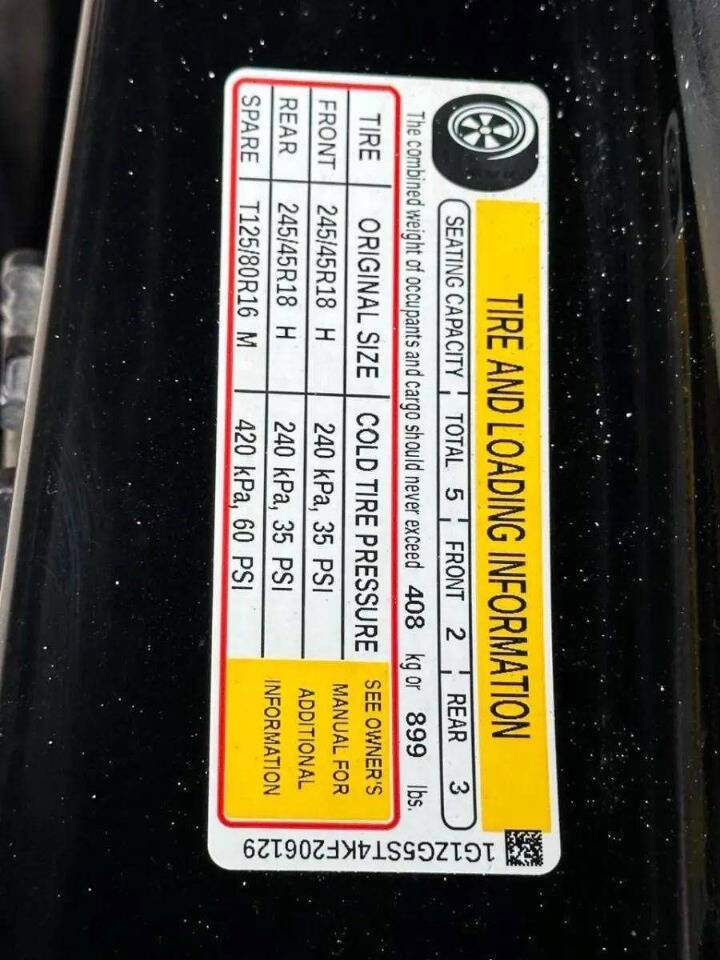 TIRE AND LOADING INFORMATION
SEATING CAPACITY TOTAL 5 FRONT 2 REAR 3
The combined weight of occupants and cargo should never exceed 408 kg or 899 lbs.
TIRE ORIGINAL SIZE COLD TIRE PRESSURE
FRONT 245/45R18 H 240 kPa, 35 PSI
REAR 245/45R18 H 240 kPa, 35 PSI
SPARE T125/80R16 M 420 kPa, 60 PSI
SEE OWNER'S
MANUAL FOR
ADDITIONAL
INFORMATION
1G1ZG5ST4KF206129